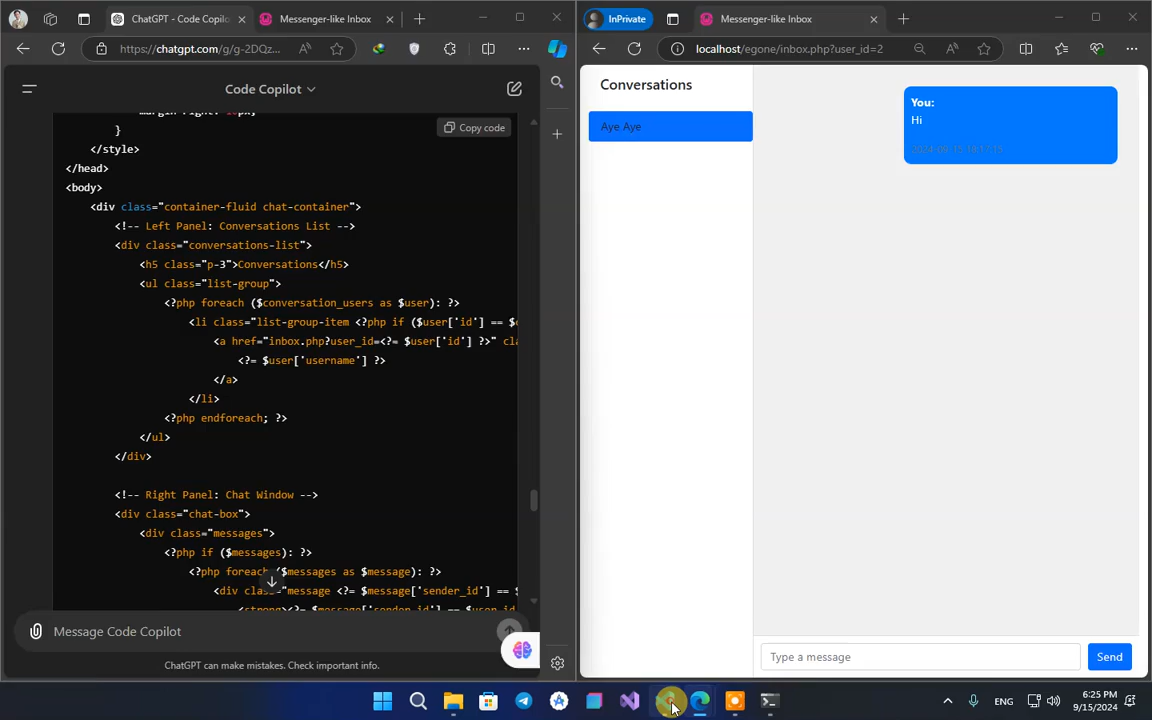 ChatGPT - Code Copilot
Messenger-like Inbox
https://chatgpt.com/g/g-2DQz...
Code Copilot
Copy code
}
</style>
</head>
<body>
<div class="container-fluid chat-container">
<!-- Left Panel: Conversations List -->
<div class="conversations-list">
<h5 class="p-3">Conversations</h5>
<ul class="list-group">
<?php foreach ($conversation_users as $user): ?>
<li class="list-group-item <?php if ($user['id'] ==
<a href="inbox.php?user_id=<?= $user['id'] ?>" cla
<?= $user['username'] ?>
</a>
</li>
<?php endforeach; ?>
</ul>
</div>
<!-- Right Panel: Chat Window -->
<div class="chat-box">
<div class="messages">
<?php if ($messages): ?>
<?php foreach ($messages as $message): ?>
<div class="message <?= $message['sender_id'] ==
<strong><?= $message['sender_id'] == $user_id
Message Code Copilot
ChatGPT can make mistakes. Check important info.
InPrivate
Messenger-like Inbox
localhost/egone/inbox.php?user_id=2
Conversations
Aye Aye
You:
Hi
Type a message
Send
ENG
6:25 PM
9/15/2024